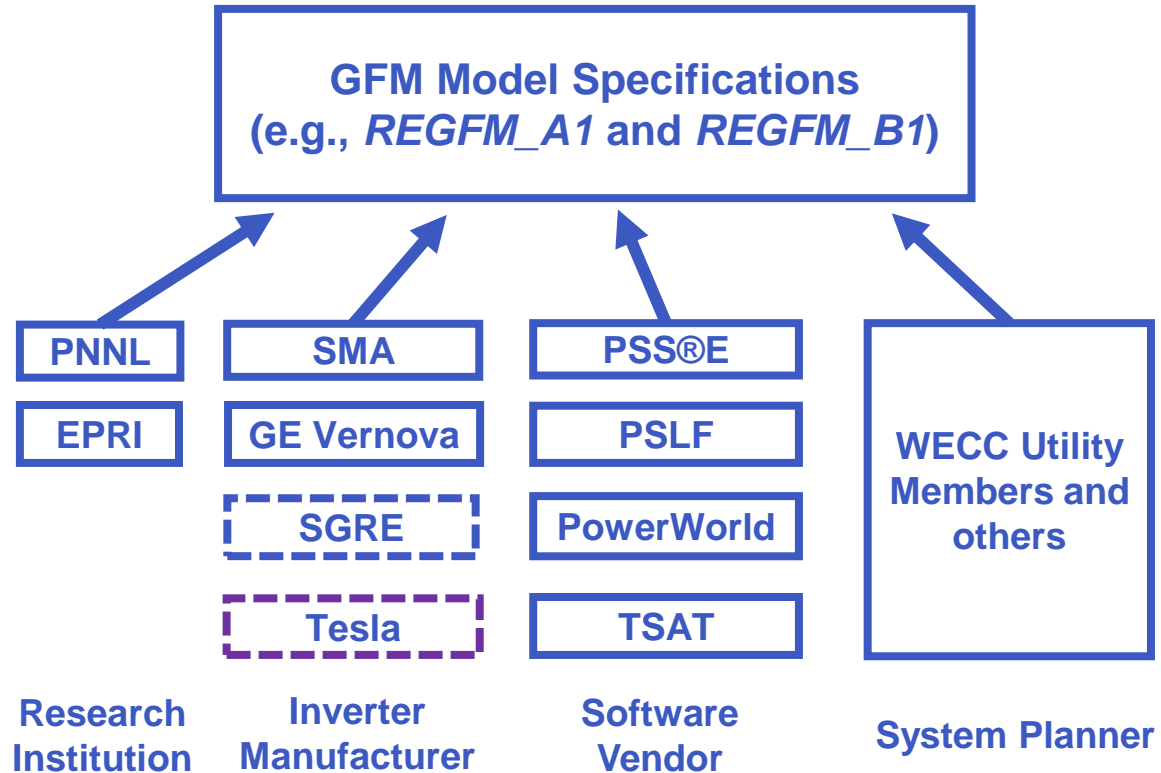 GFM Model Specifications
(e.g., REGFM_A1 and REGFM_B1)
PNNL
EPRI
Research
Institution
SMA
GE Vernova
SGRE
Tesla
Inverter
Manufacturer
PSS®E
PSLF
PowerWorld
TSAT
Software
Vendor
WECC Utility
Members and
others
System Planner